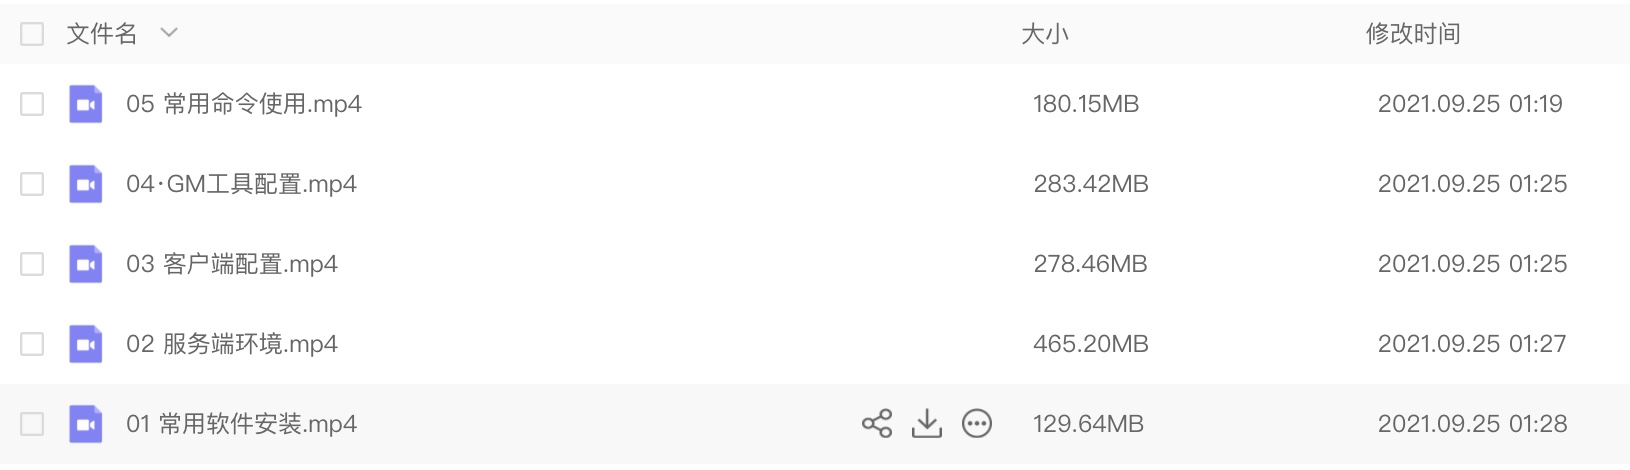 文件名 大小 修改时间
05 常用命令使用.mp4 180.15MB 2021.09.25 01:19
04·GM工具配置.mp4 283.42MB 2021.09.25 01:25
03 客户端配置.mp4 278.46MB 2021.09.25 01:25
02 服务端环境.mp4 465.20MB 2021.09.25 01:27
01 常用软件安装.mp4 129.64MB 2021.09.25 01:28